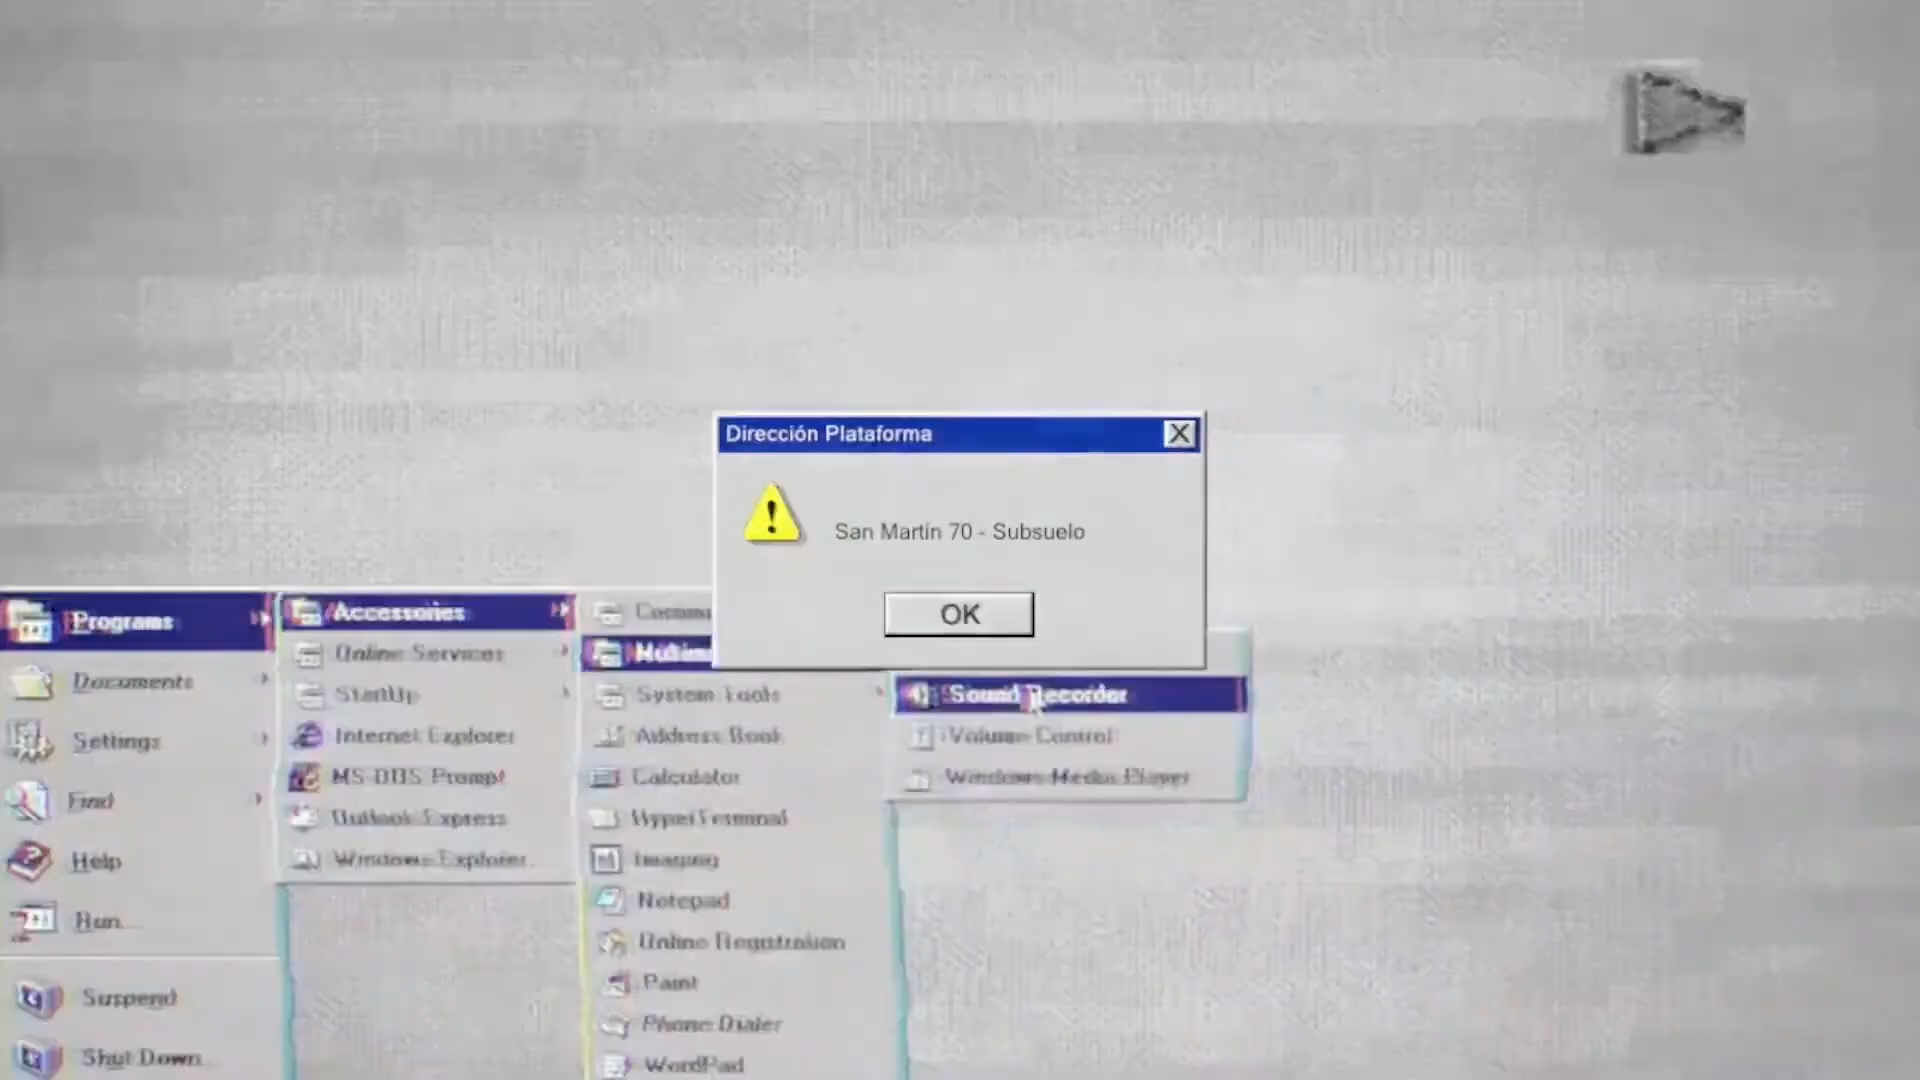 Dirección Plataforma
San Martín 70 - Subsuelo
OK
Programs
Documents
Settings
Find
Help
Run...
Suspend
Shut Down...
Accessories
Online Services
StartUp
Internet Explorer
MS-DOS Prompt
Outlook Express
Windows Explorer
System Tools
Address Book
Calculator
HyperTerminal
Imaging
Notepad
Online Registration
Paint
Phone Dialer
WordPad
Sound Recorder
Volume Control
Windows Media Player